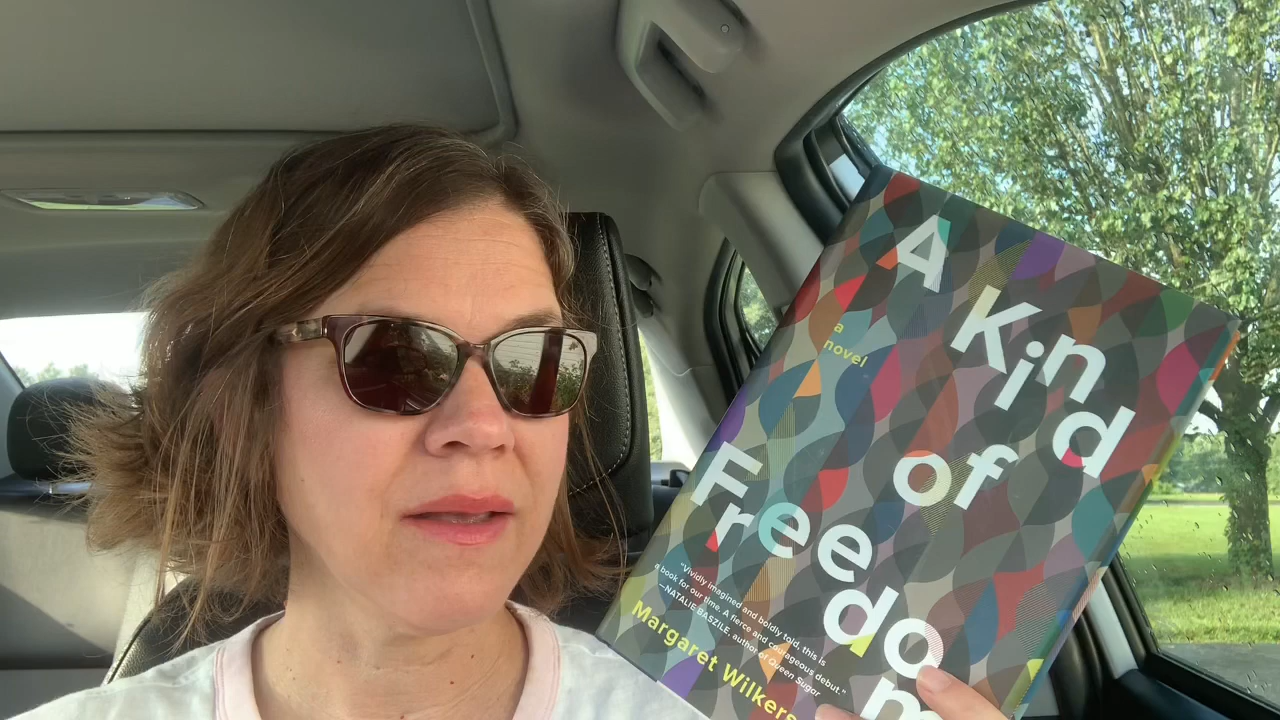 A
Kind
of
Freedom
a
novel
"Vividly imagined and boldly told, this is
a book for our time. A fierce and courageous debut."
—NATALIE BASZILE, author of Queen Sugar
Margaret Wilkers